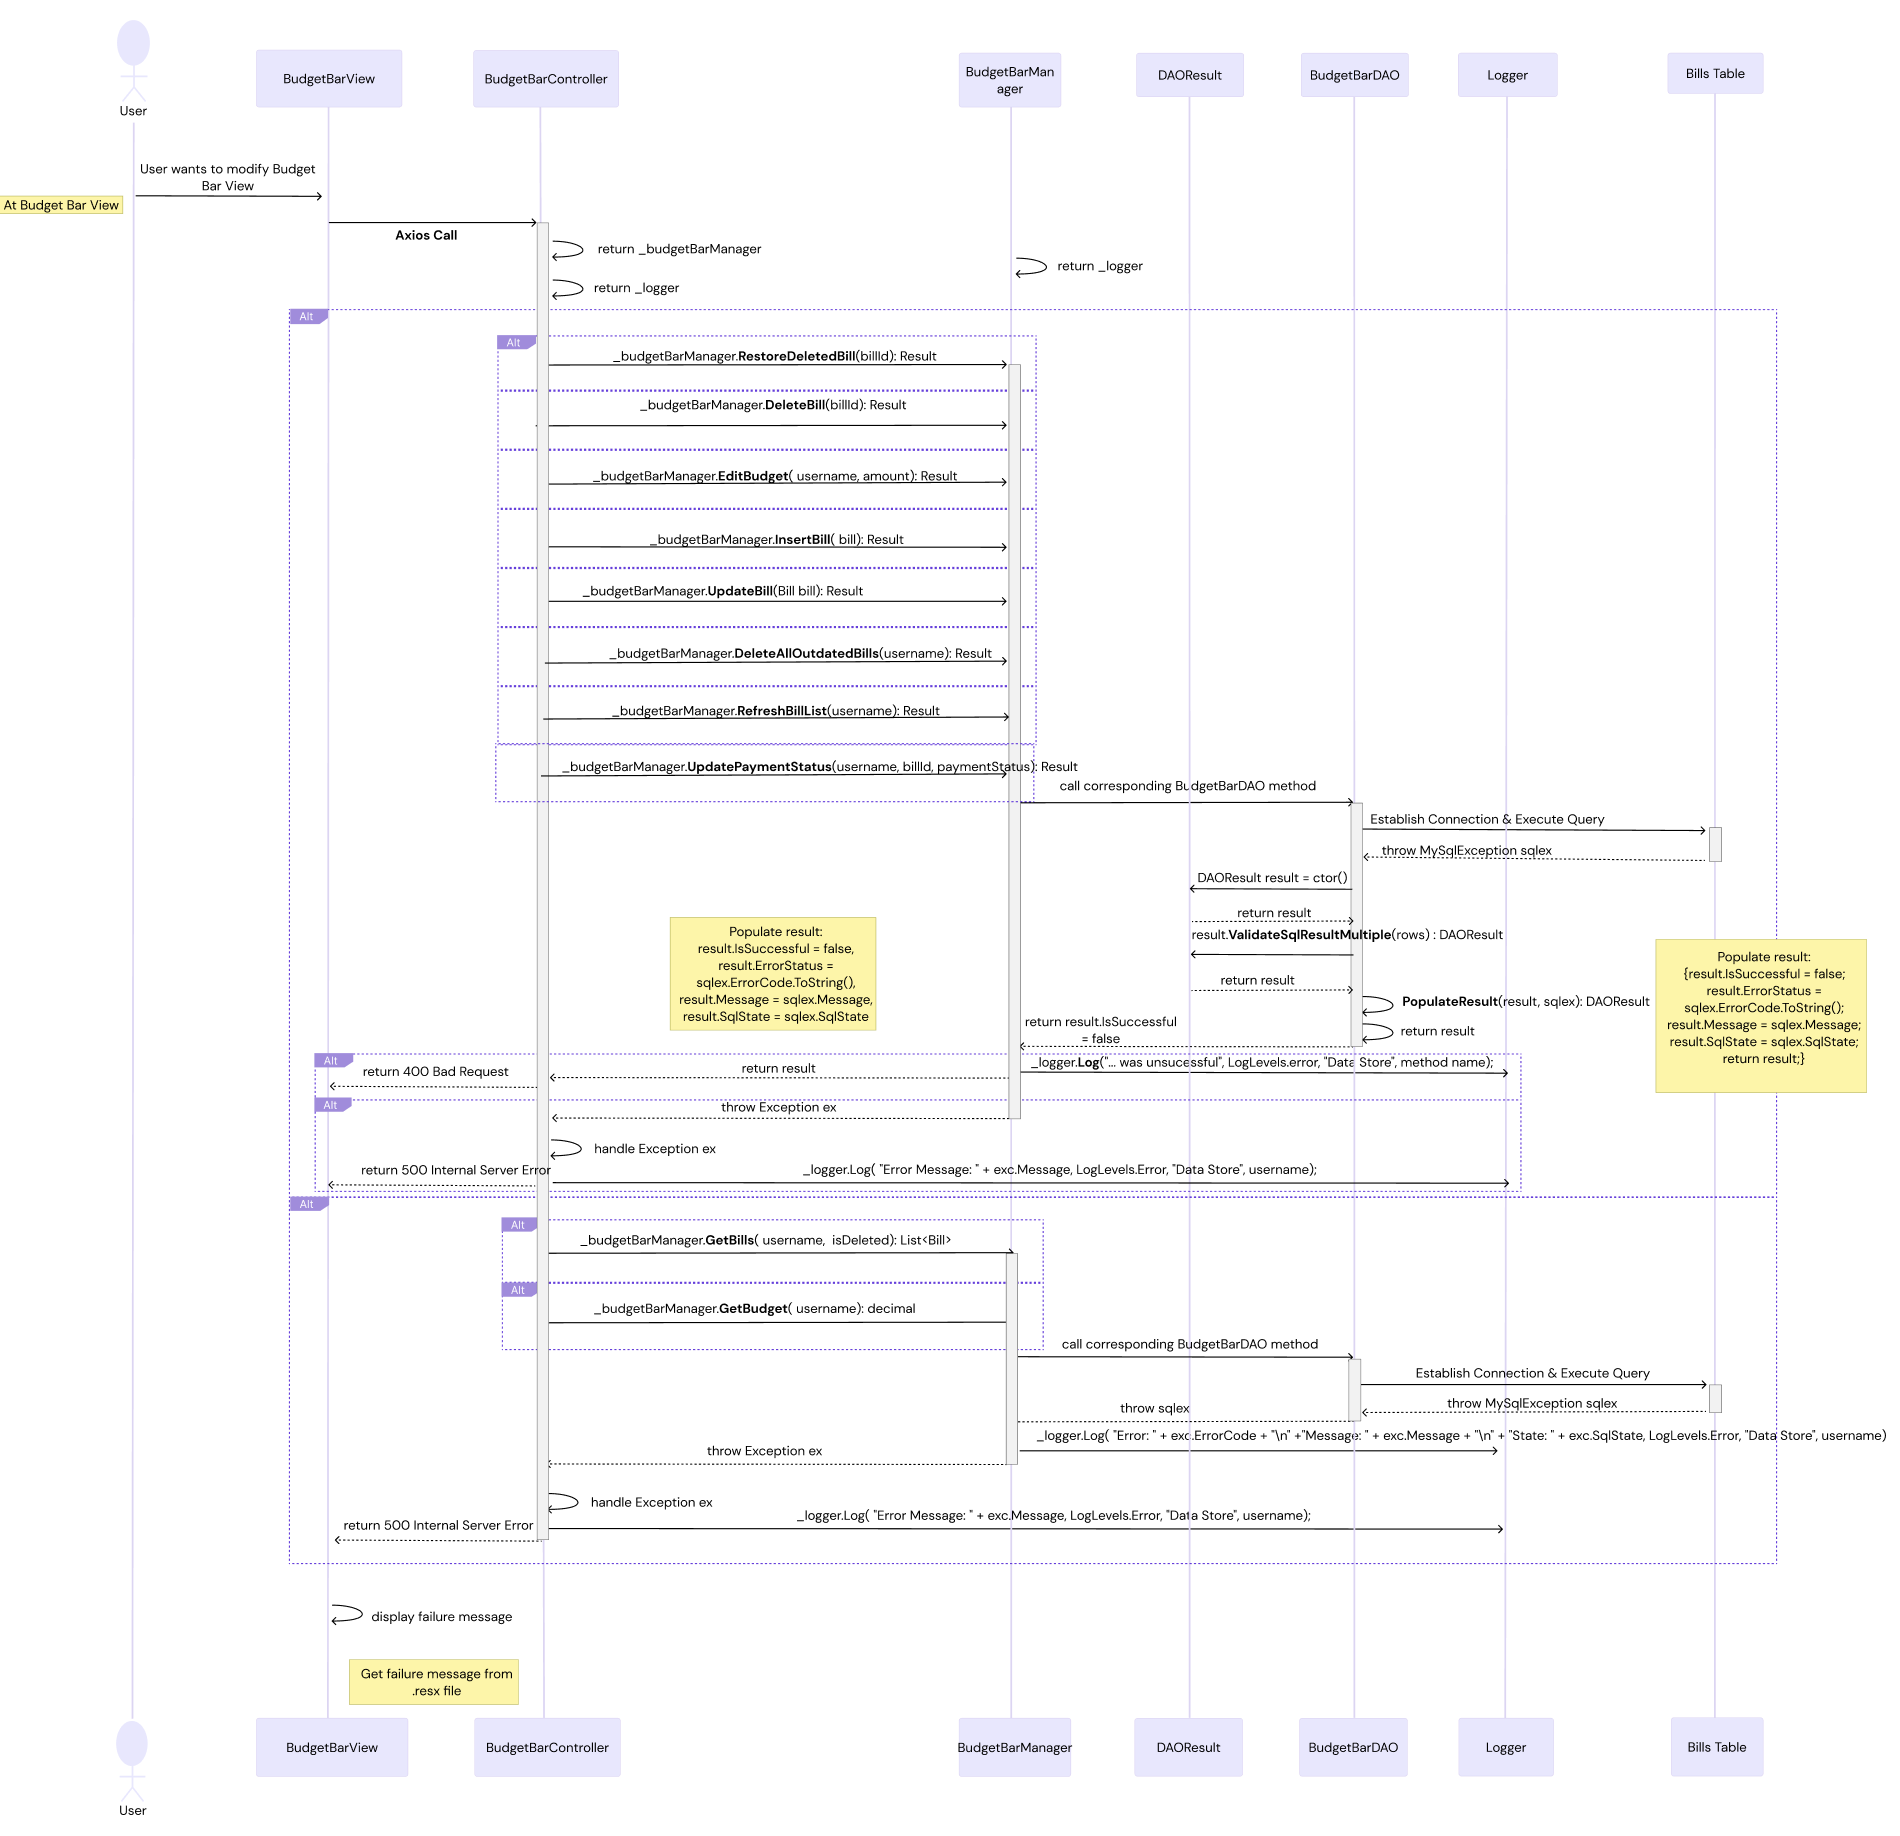 User
BudgetBarView
BudgetBarController
BudgetBarMan
ager
DAOResult
BudgetBarDAO
Logger
Bills Table
User wants to modify Budget
Bar View
At Budget Bar View
Axios Call
return _budgetBarManager
return _logger
return _logger
Alt
Alt
_budgetBarManager.RestoreDeletedBill(billId): Result
_budgetBarManager.DeleteBill(billId): Result
_budgetBarManager.EditBudget( username, amount): Result
_budgetBarManager.InsertBill( bill): Result
_budgetBarManager.UpdateBill(Bill bill): Result
_budgetBarManager.DeleteAllOutdatedBills(username): Result
_budgetBarManager.RefreshBillList(username): Result
_budgetBarManager.UpdatePaymentStatus(username, billId, paymentStatus): Result
call corresponding BudgetBarDAO method
Establish Connection & Execute Query
throw MySqlException sqlex
DAOResult result = ctor()
return result
result.ValidateSqlResultMultiple(rows) : DAOResult
return result
Populate result:
result.IsSuccessful = false,
result.ErrorStatus =
sqlex.ErrorCode.ToString(),
result.Message = sqlex.Message,
result.SqlState = sqlex.SqlState
Populate result:
{result.IsSuccessful = false;
result.ErrorStatus =
sqlex.ErrorCode.ToString();
result.Message = sqlex.Message;
result.SqlState = sqlex.SqlState;
return result;}
PopulateResult(result, sqlex): DAOResult
return result
return result.IsSuccessful
= false
Alt
_logger.Log("... was unsucessful", LogLevels.error, "Data Store", method name);
return result
return 400 Bad Request
Alt
throw Exception ex
handle Exception ex
return 500 Internal Server Error
_logger.Log( "Error Message: " + exc.Message, LogLevels.Error, "Data Store", username);
Alt
Alt
_budgetBarManager.GetBills( username,  isDeleted): List<Bill>
Alt
_budgetBarManager.GetBudget( username): decimal
call corresponding BudgetBarDAO method
Establish Connection & Execute Query
throw MySqlException sqlex
throw sqlex
_logger.Log( "Error: " + exc.ErrorCode + "\n" +"Message: " + exc.Message + "\n" + "State: " + exc.SqlState, LogLevels.Error, "Data Store", username)
throw Exception ex
handle Exception ex
_logger.Log( "Error Message: " + exc.Message, LogLevels.Error, "Data Store", username);
return 500 Internal Server Error
display failure message
Get failure message from
.resx file
BudgetBarView
BudgetBarController
BudgetBarManager
DAOResult
BudgetBarDAO
Logger
Bills Table
User